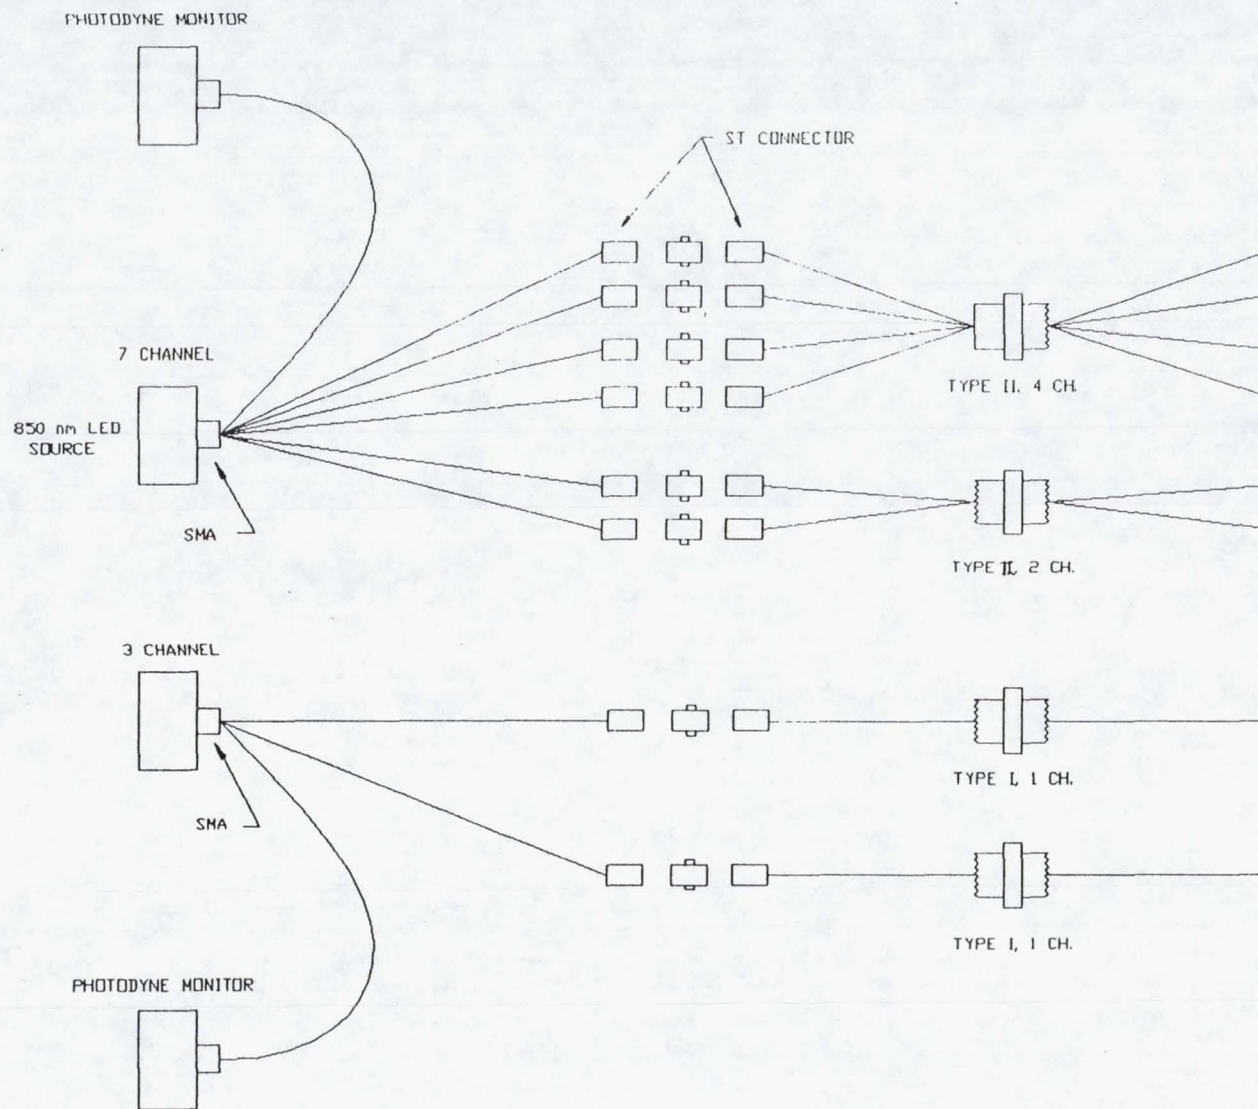 PHOTODYNE MONITOR
ST CONNECTOR
7 CHANNEL
850 nm LED
SOURCE
SMA
TYPE II, 4 CH.
TYPE II, 2 CH.
3 CHANNEL
SMA
TYPE I, 1 CH.
TYPE I, 1 CH.
PHOTODYNE MONITOR